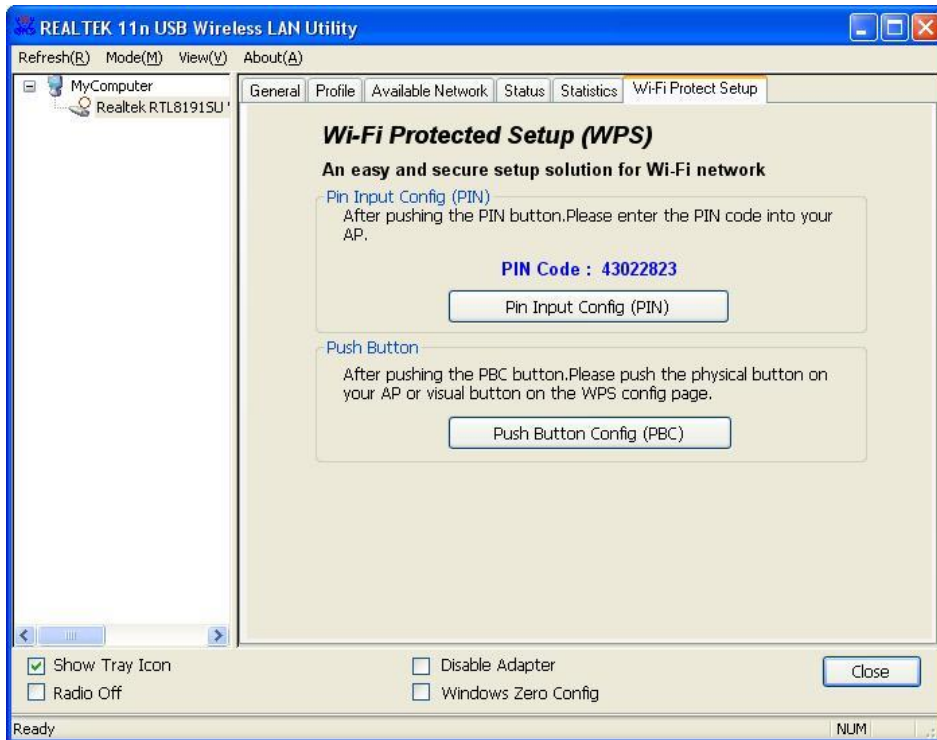 REALTEK 11n USB Wireless LAN Utility
Refresh(R) Mode(M) View(V) About(A)
MyComputer
Realtek RTL8191SU
General Profile Available Network Status Statistics Wi-Fi Protect Setup
Wi-Fi Protected Setup (WPS)
An easy and secure setup solution for Wi-Fi network
Pin Input Config (PIN)
After pushing the PIN button.Please enter the PIN code into your
AP.
PIN Code : 43022823
Pin Input Config (PIN)
Push Button
After pushing the PBC button.Please push the physical button on
your AP or visual button on the WPS config page.
Push Button Config (PBC)
Show Tray Icon
Radio Off
Disable Adapter
Windows Zero Config
Close
Ready
NUM